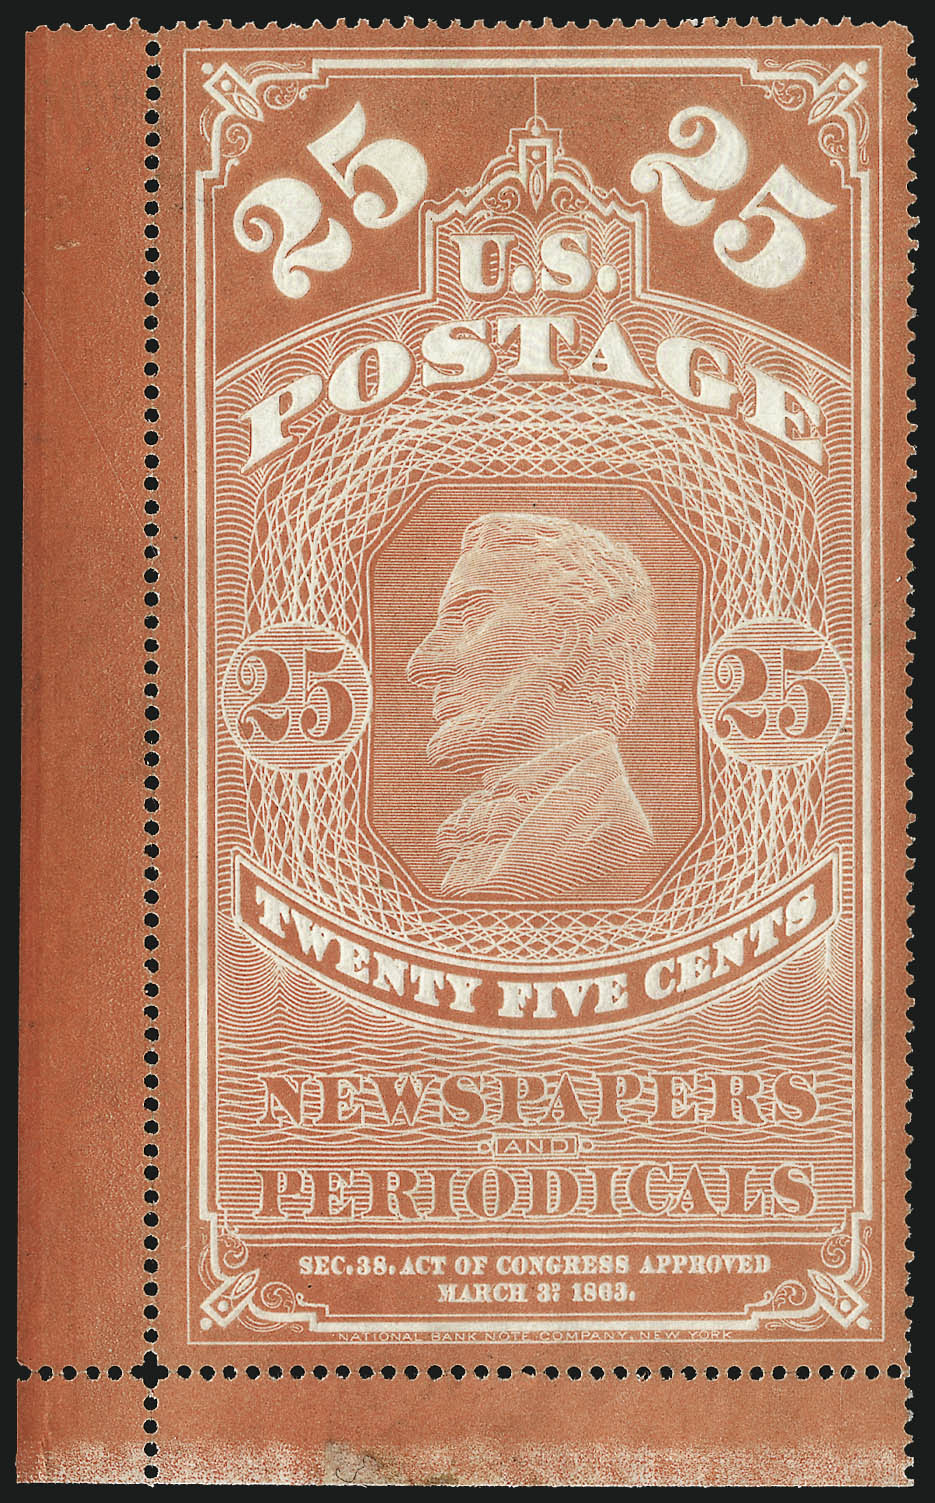 25 25
U.S.
POSTAGE
25 25
TWENTY FIVE CENTS
NEWSPAPERS
AND
PERIODICALS
SEC. 38. ACT OF CONGRESS APPROVED
MARCH 3D 1863.
NATIONAL BANK NOTE COMPANY, NEW YORK